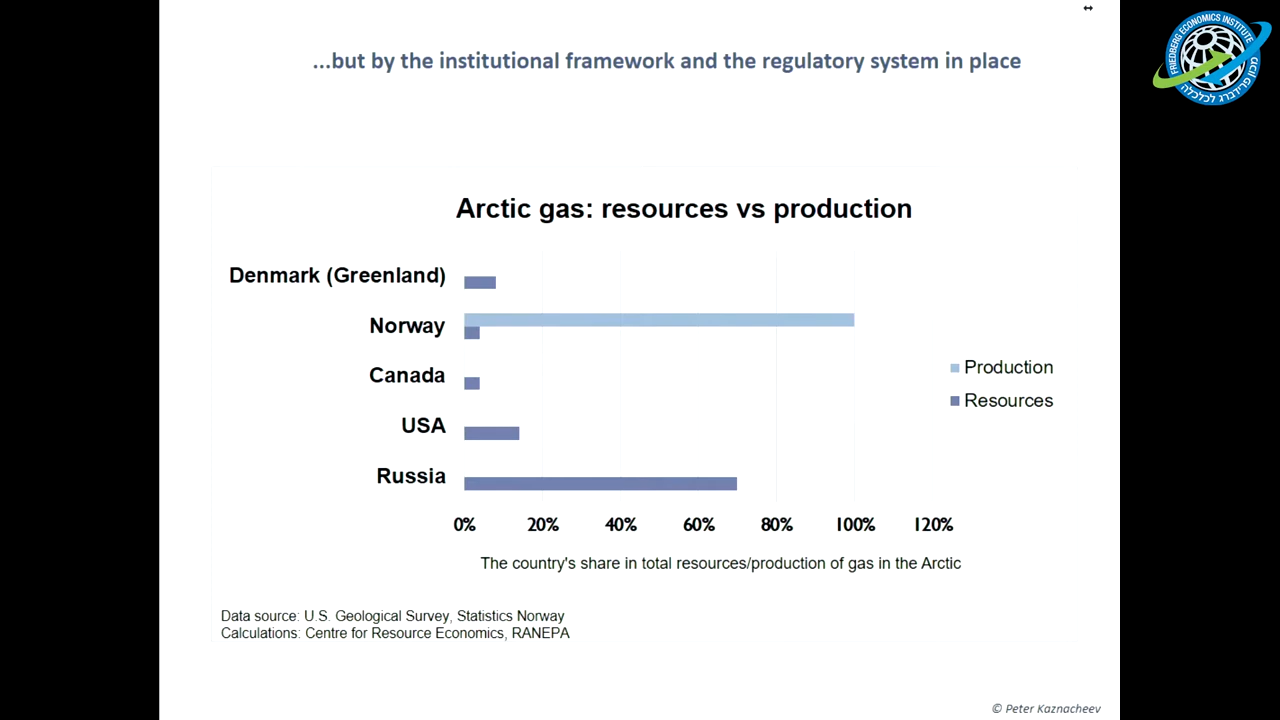 ...but by the institutional framework and the regulatory system in place
FRIEDBERG ECONOMICS INSTITUTE
מכון פרידברג לכלכלה
Arctic gas: resources vs production
Denmark (Greenland)
Norway
Canada
USA
Russia
Production
Resources
0% 20% 40% 60% 80% 100% 120%
The country's share in total resources/production of gas in the Arctic
Data source: U.S. Geological Survey, Statistics Norway
Calculations: Centre for Resource Economics, RANEPA
© Peter Kaznacheev